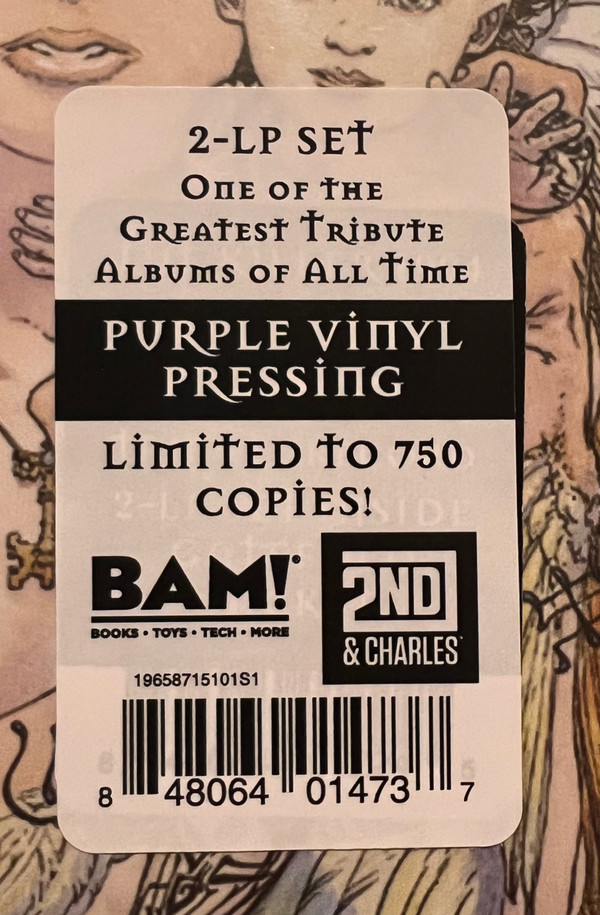 2-LP SET
One of the
Greatest Tribute
Albums of All Time
PURPLE VINYL
PRESSING
LIMITED TO 750
COPIES!
BAM!
BOOKS • TOYS • TECH • MORE
2ND
& CHARLES
19658715101S1
8 48064 01473 7